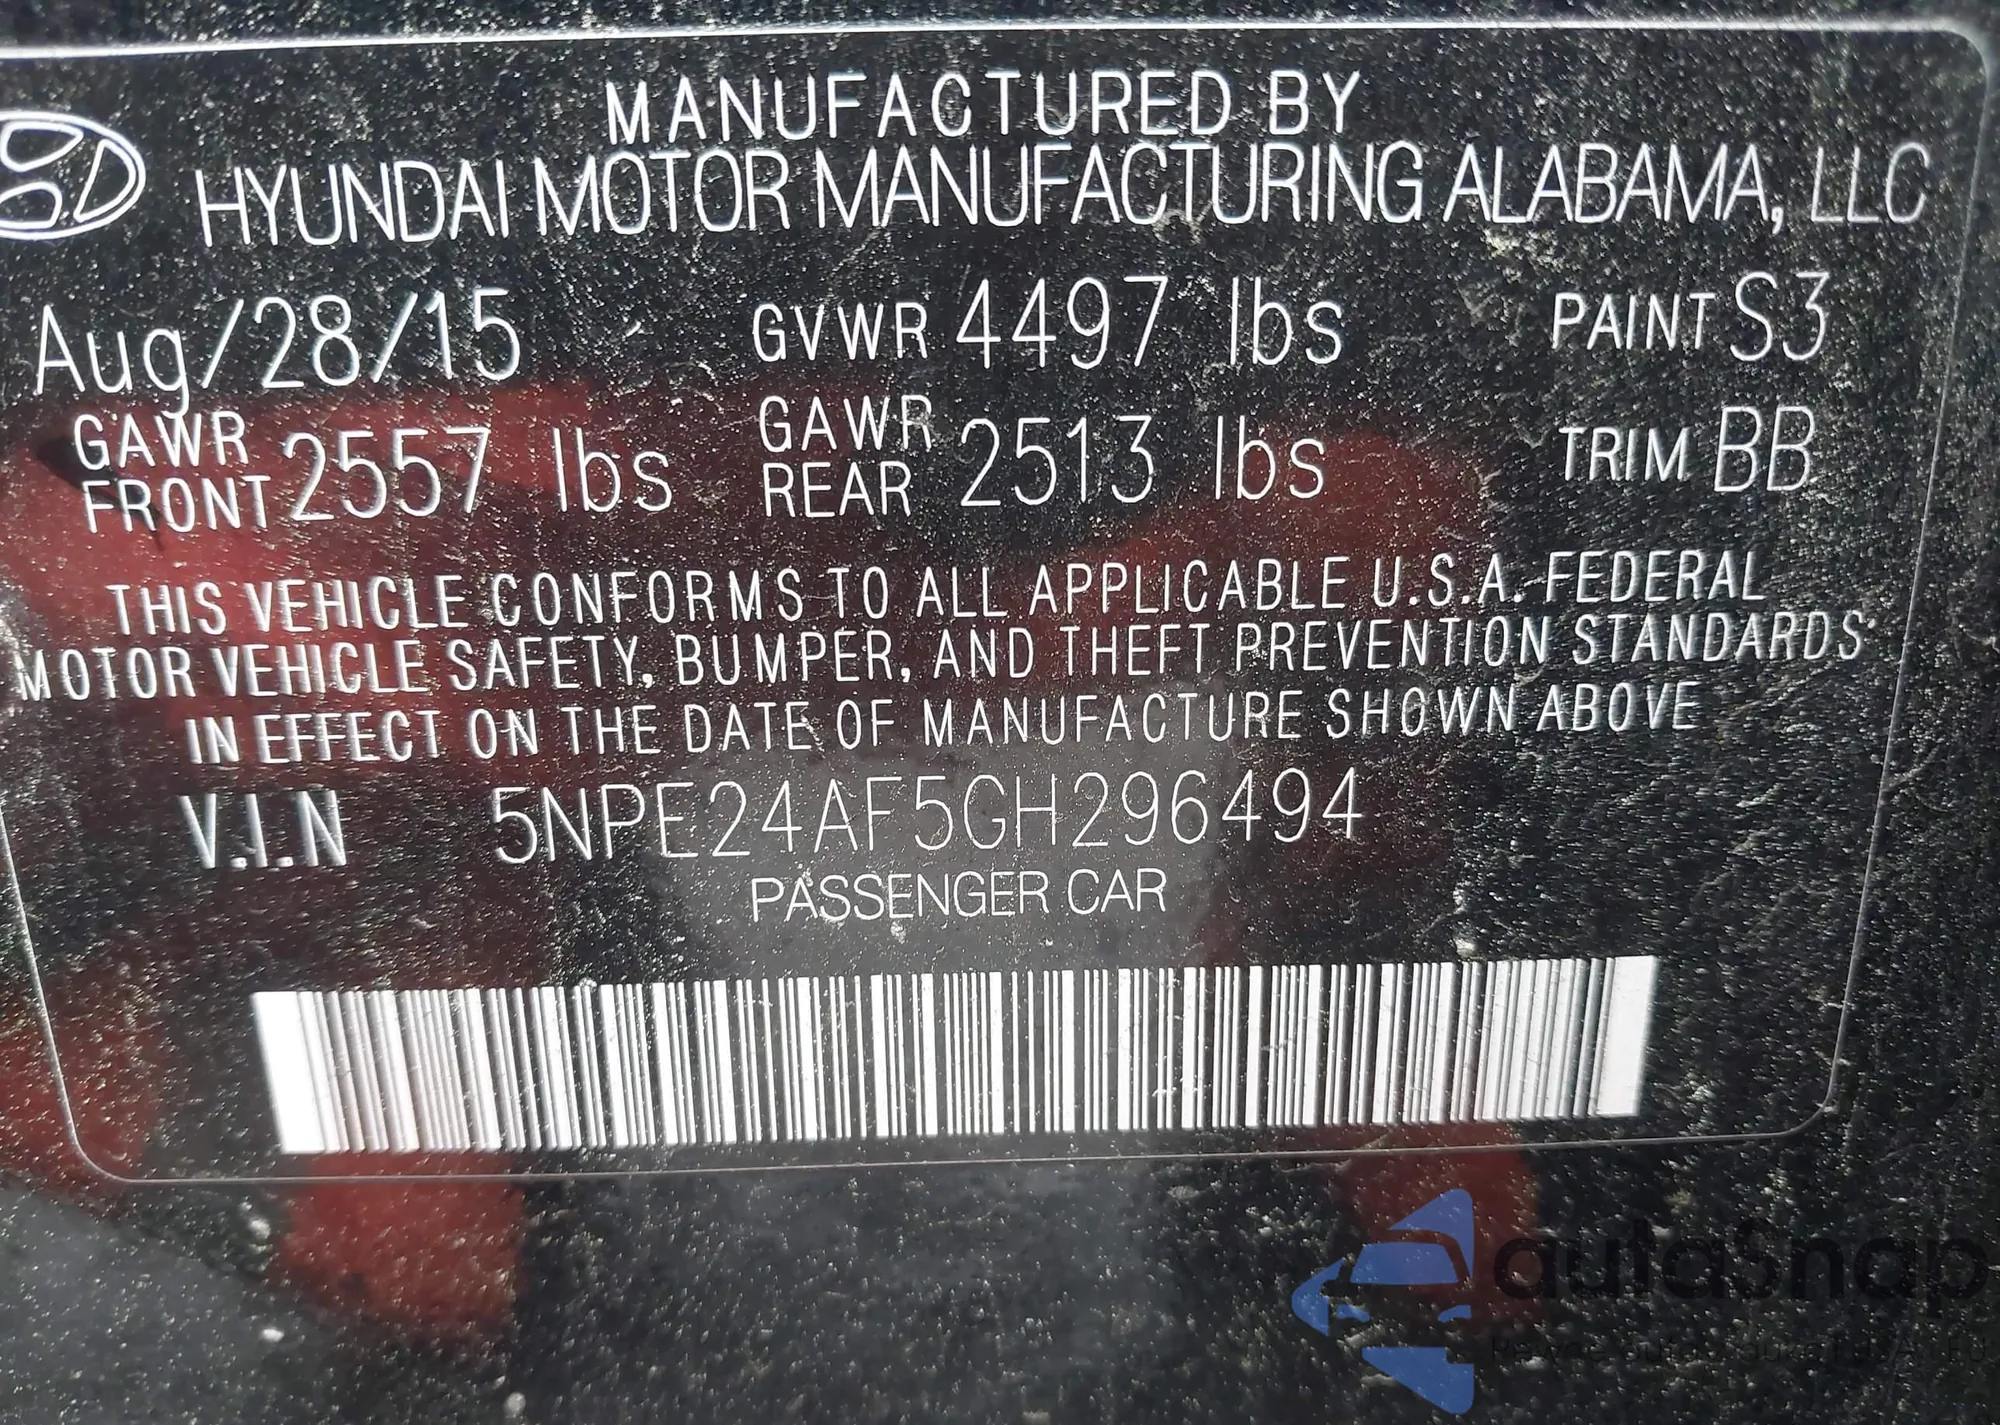 MANUFACTURED BY
HYUNDAI MOTOR MANUFACTURING ALABAMA, LLC
Aug/28/15 GVWR 4497 lbs PAINT S3
GAWR FRONT 2557 lbs GAWR REAR 2513 lbs TRIM BB
THIS VEHICLE CONFORMS TO ALL APPLICABLE U.S.A. FEDERAL
MOTOR VEHICLE SAFETY, BUMPER, AND THEFT PREVENTION STANDARDS
IN EFFECT ON THE DATE OF MANUFACTURE SHOWN ABOVE
V.I.N 5NPE24AF5GH296494
PASSENGER CAR
autoSnap